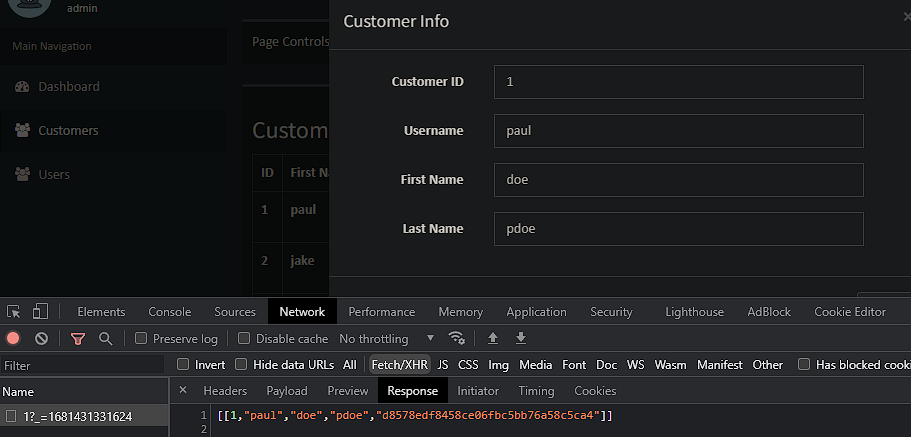 admin
Main Navigation
Dashboard
Customers
Users
Page Controls
Custom
ID First N
1 paul
2 jake
Customer Info ×
Customer ID 1
Username paul
First Name doe
Last Name pdoe
Elements Console Sources Network Performance Memory Application Security Lighthouse AdBlock Cookie Editor
Preserve log Disable cache No throttling
Filter Invert Hide data URLs All Fetch/XHR JS CSS Img Media Font Doc WS Wasm Manifest Other Has blocked cooki
Name × Headers Payload Preview Response Initiator Timing Cookies
1?_=1681431331624
1 [[1,"paul","doe","pdoe","d8578edf8458ce06fbc5bb76a58c5ca4"]]
2